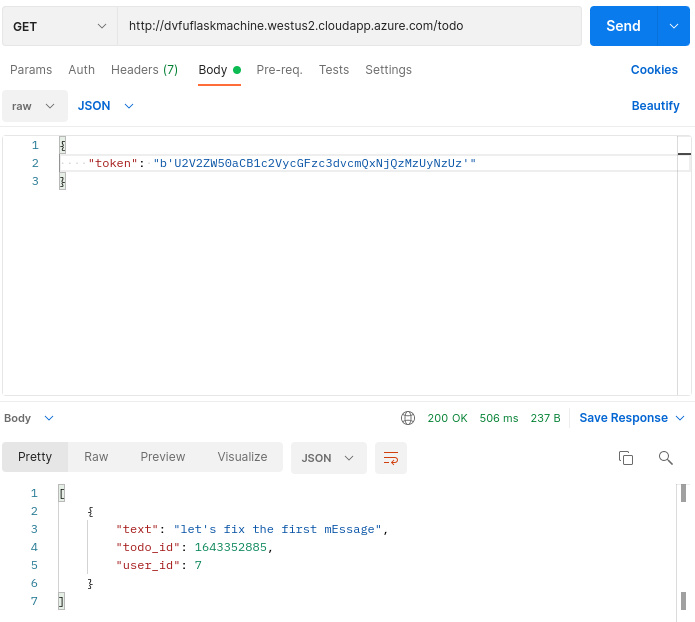 GET http://dvfuflaskmachine.westus2.cloudapp.azure.com/todo Send
Params Auth Headers (7) Body Pre-req. Tests Settings Cookies
raw JSON Beautify
1 {
2 "token": "b'U2V2ZW50aCB1c2VycGFzc3dvcmQxNjQzMzUyNzUz'"
3 }
Body 200 OK 506 ms 237 B Save Response
Pretty Raw Preview Visualize JSON
1 [
2 {
3 "text": "let's fix the first mEssage",
4 "todo_id": 1643352885,
5 "user_id": 7
6 }
7 ]